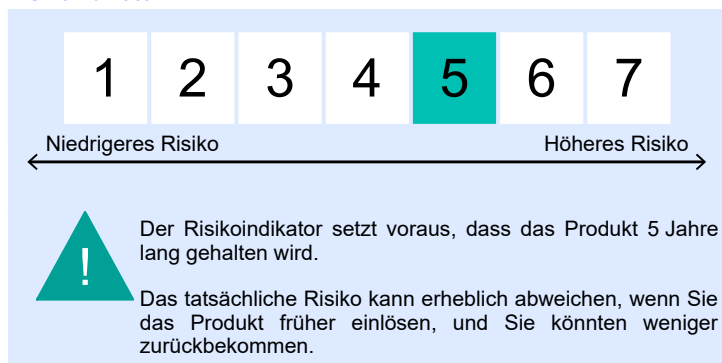 1 2 3 4 5 6 7
Niedrigeres Risiko Höheres Risiko
!
Der Risikoindikator setzt voraus, dass das Produkt 5 Jahre
lang gehalten wird.
Das tatsächliche Risiko kann erheblich abweichen, wenn Sie
das Produkt früher einlösen, und Sie könnten weniger
zurückbekommen.